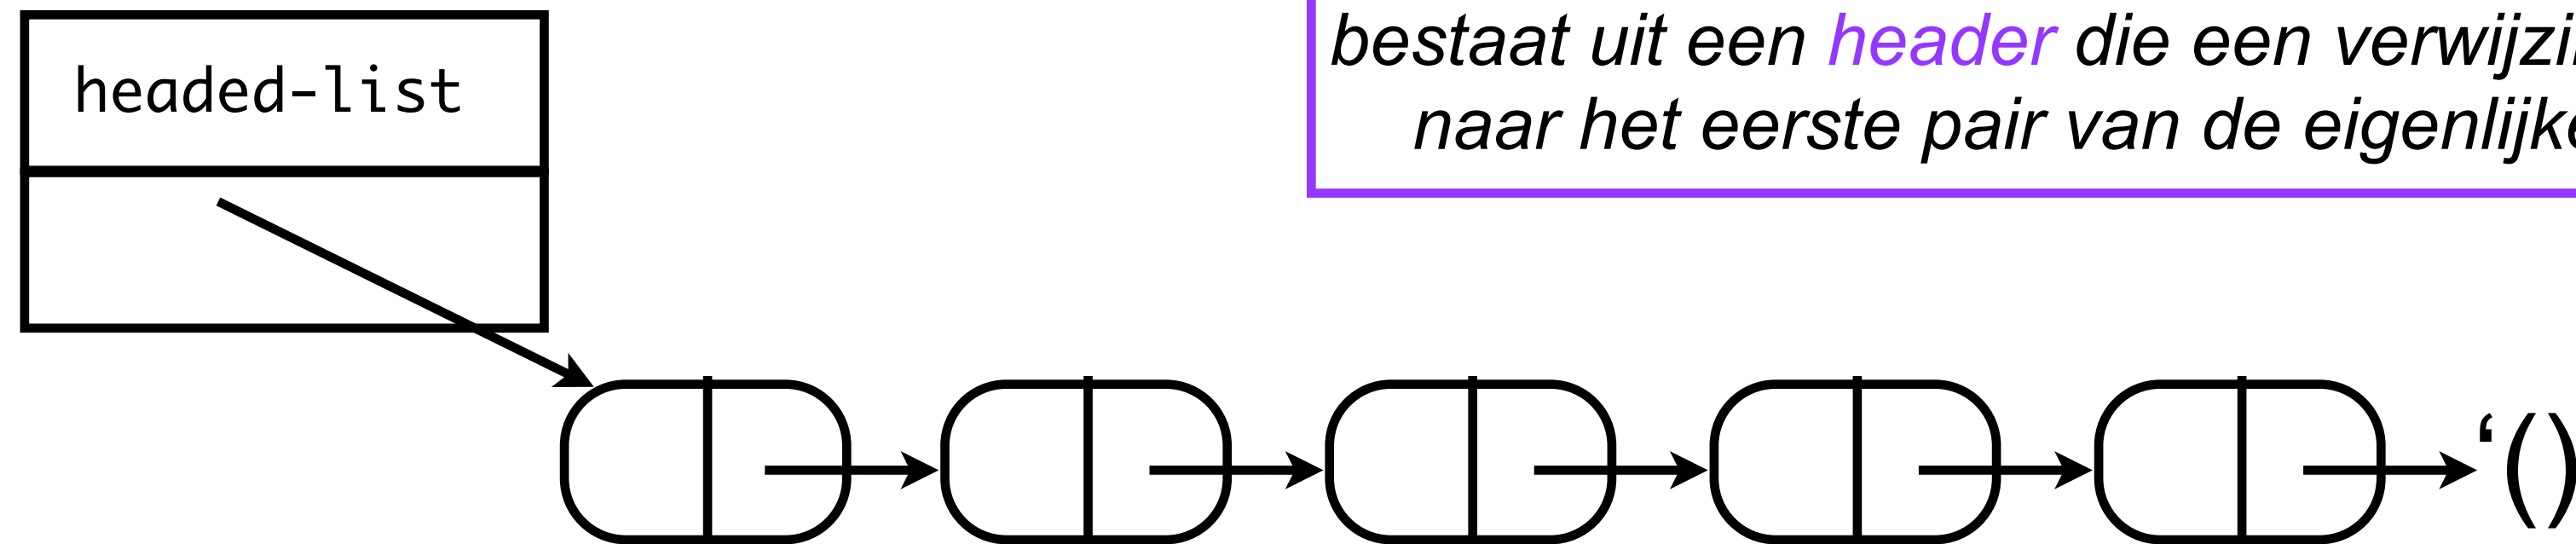 headed-list
bestaat uit een header die een
naar het eerste pair van de
‘()